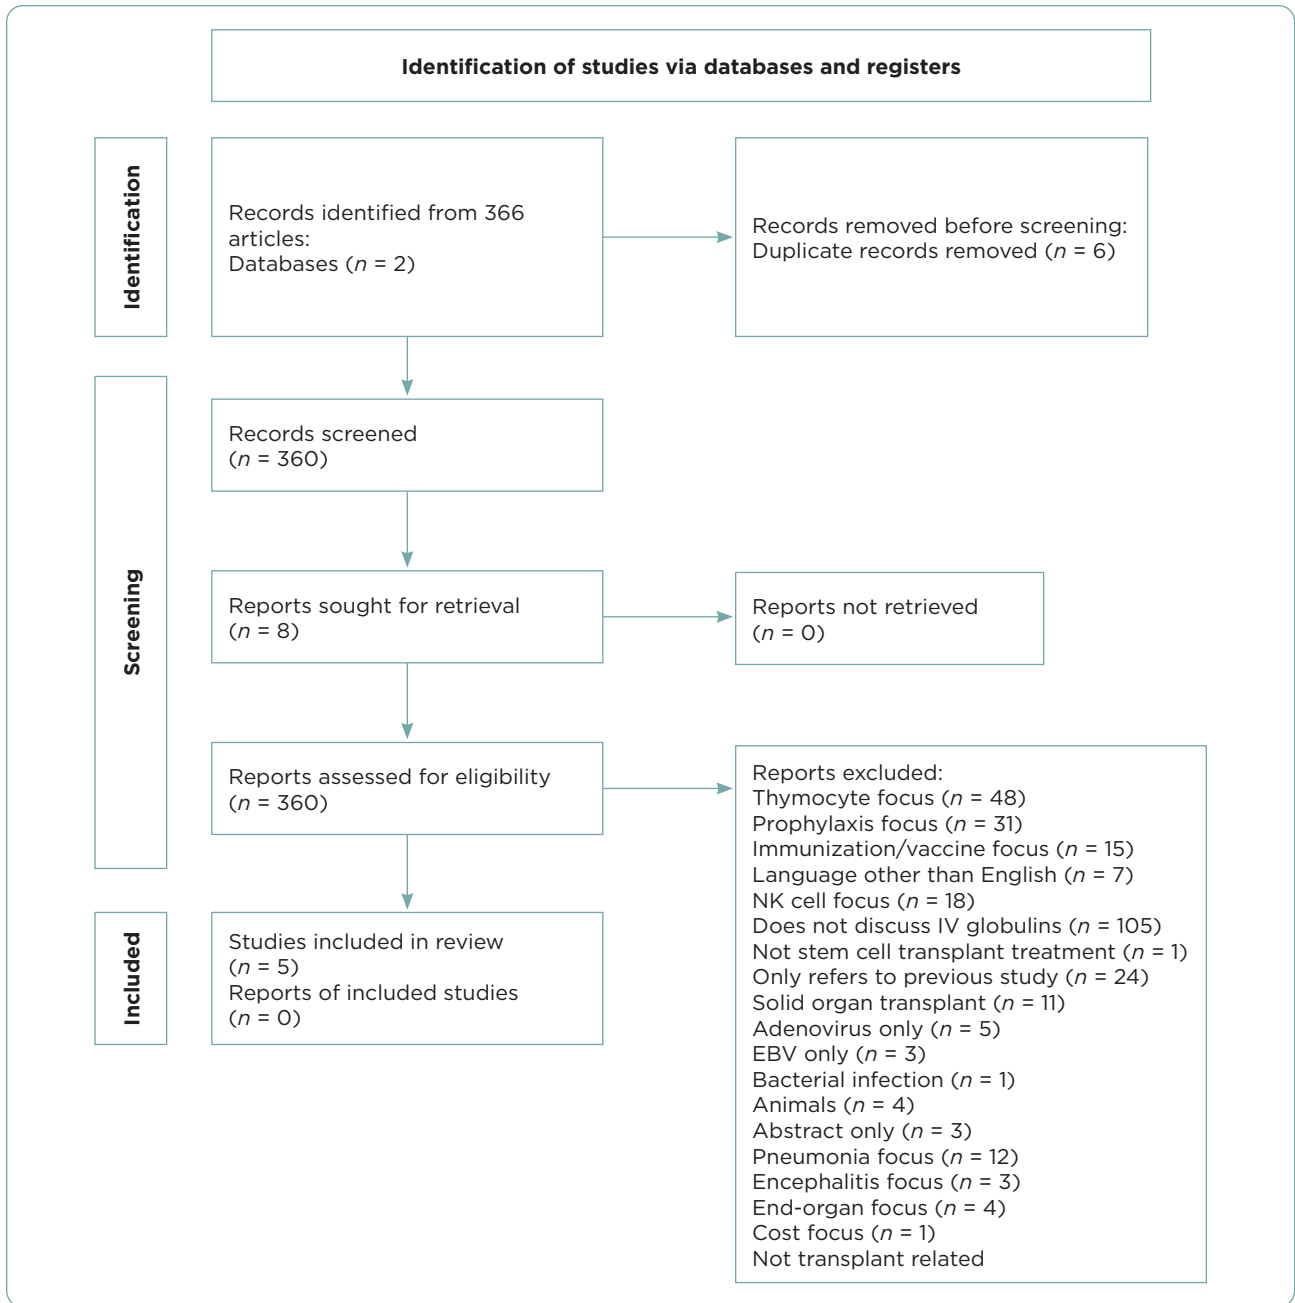 Identification of studies via databases and registers
Identification
Records identified from 366
articles:
Databases (n = 2)
Records removed before screening:
Duplicate records removed (n = 6)
Screening
Records screened
(n = 360)
Reports sought for retrieval
(n = 8)
Reports not retrieved
(n = 0)
Reports assessed for eligibility
(n = 360)
Reports excluded:
Thymocyte focus (n = 48)
Prophylaxis focus (n = 31)
Immunization/vaccine focus (n = 15)
Language other than English (n = 7)
NK cell focus (n = 18)
Does not discuss IV globulins (n = 105)
Not stem cell transplant treatment (n = 1)
Only refers to previous study (n = 24)
Solid organ transplant (n = 11)
Adenovirus only (n = 5)
EBV only (n = 3)
Bacterial infection (n = 1)
Animals (n = 4)
Abstract only (n = 3)
Pneumonia focus (n = 12)
Encephalitis focus (n = 3)
End-organ focus (n = 4)
Cost focus (n = 1)
Not transplant related
Included
Studies included in review
(n = 5)
Reports of included studies
(n = 0)